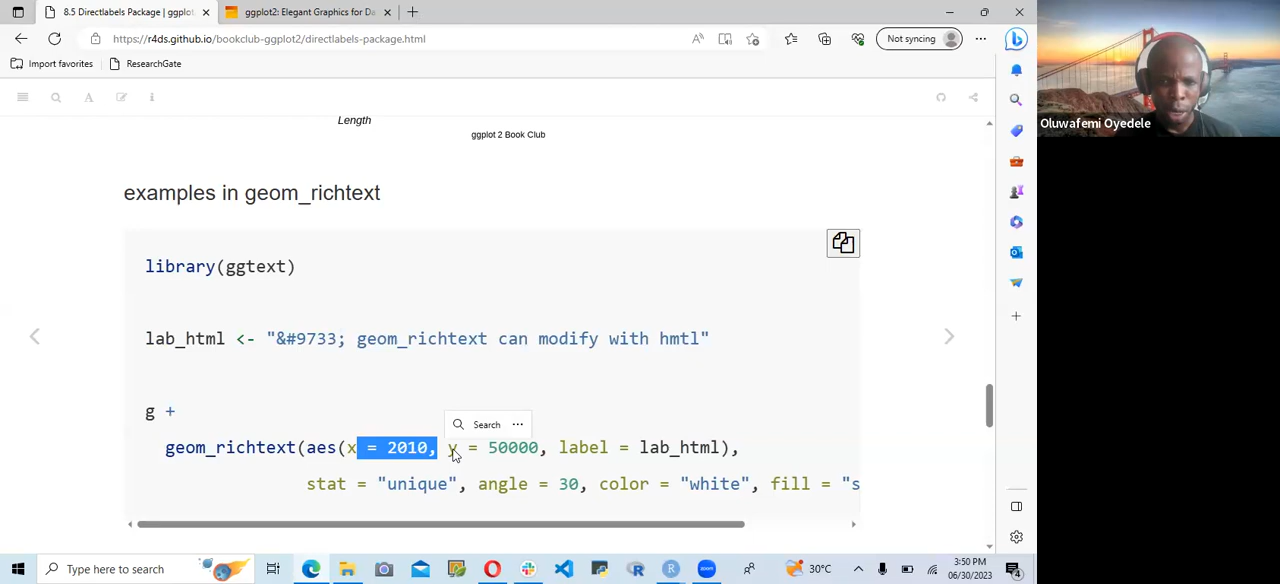 8.5 Directlabels Package | ggplot
ggplot2: Elegant Graphics for Da
https://r4ds.github.io/bookclub-ggplot2/directlabels-package.html
Not syncing
Import favorites
ResearchGate
Length
ggplot 2 Book Club
examples in geom_richtext
library(ggtext)
lab_html <- "&#9733; geom_richtext can modify with hmtl"
g +
Search
geom_richtext(aes(x = 2010, y = 50000, label = lab_html),
stat = "unique", angle = 30, color = "white", fill = "s
Oluwafemi Oyedele
Type here to search
30°C
3:50 PM
06/30/2023